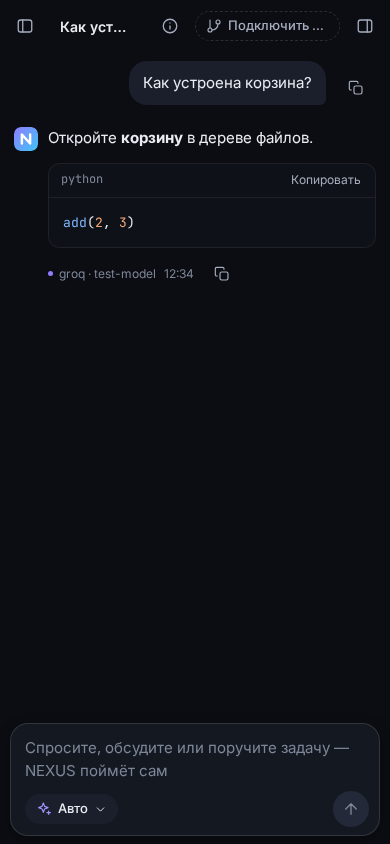 Как уст...
Подключить ...
Как устроена корзина?
N
Откройте корзину в дереве файлов.
python
Копировать
add(2, 3)
groq · test-model 12:34
Спросите, обсудите или поручите задачу —
NEXUS поймёт сам
Авто